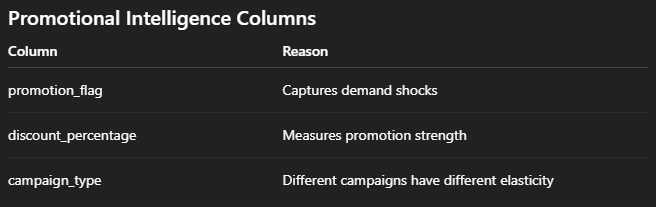 Promotional Intelligence Columns
Column Reason
promotion_flag Captures demand shocks
discount_percentage Measures promotion strength
campaign_type Different campaigns have different elasticity